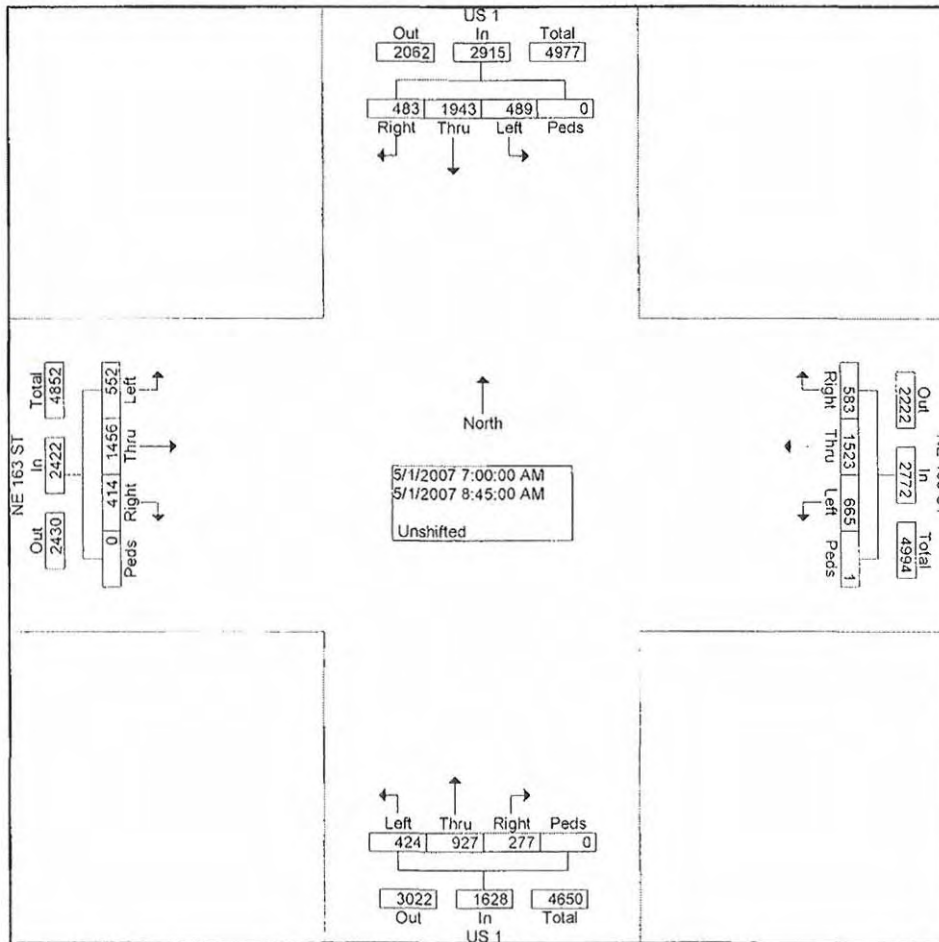 US 1
Out In Total
2062 2915 4977
483 1943 489 0
Right Thru Left Peds
NE 163 ST
Total In Out
4852 2422 2430
552 1456 414 0
Left Thru Right Peds
North
5/1/2007 7:00:00 AM
5/1/2007 8:45:00 AM
Unshifted
Right Thru Left Peds
583 1523 665 1
Out In Total
2222 2772 4994
Left Thru Right Peds
424 927 277 0
3022 1628 4650
Out In Total
US 1